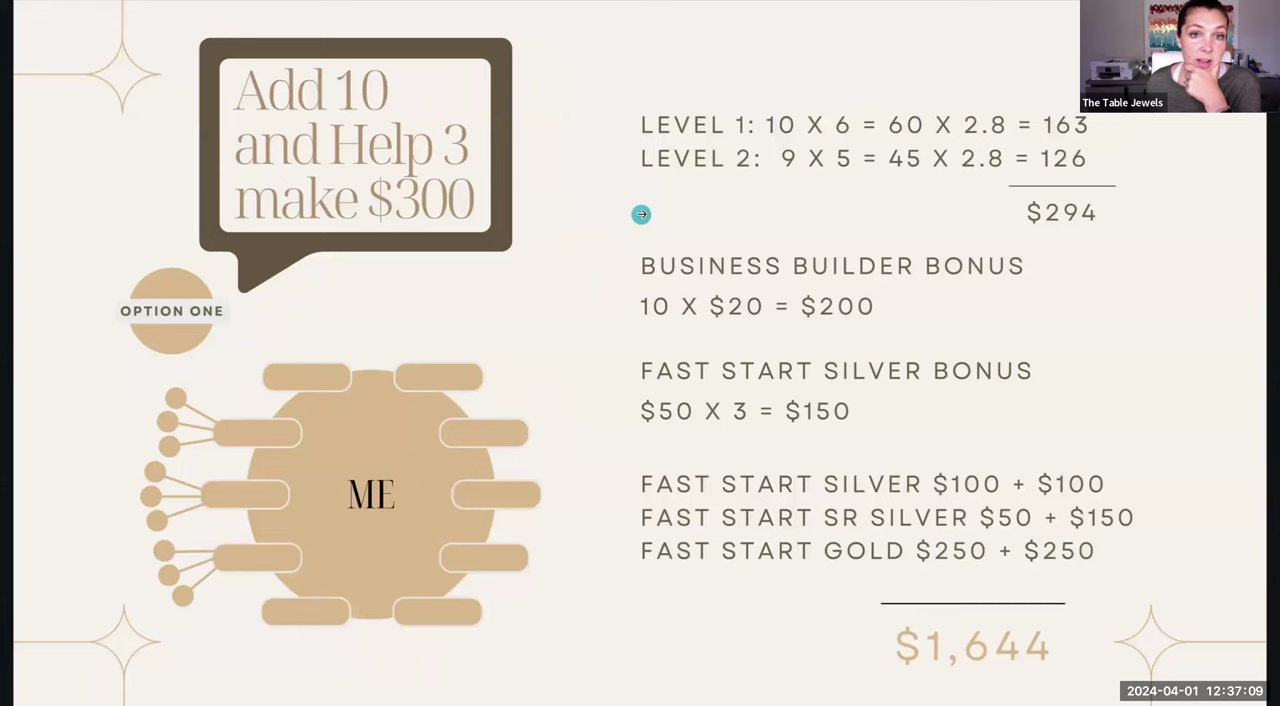 Add 10
and Help 3
make $300
OPTION ONE
ME
The Table Jewels
LEVEL 1: 10 X 6 = 60 X 2.8 = 163
LEVEL 2: 9 X 5 = 45 X 2.8 = 126
$294
BUSINESS BUILDER BONUS
10 X $20 = $200
FAST START SILVER BONUS
$50 X 3 = $150
FAST START SILVER $100 + $100
FAST START SR SILVER $50 + $150
FAST START GOLD $250 + $250
$1,644
2024-04-01 12:37:09